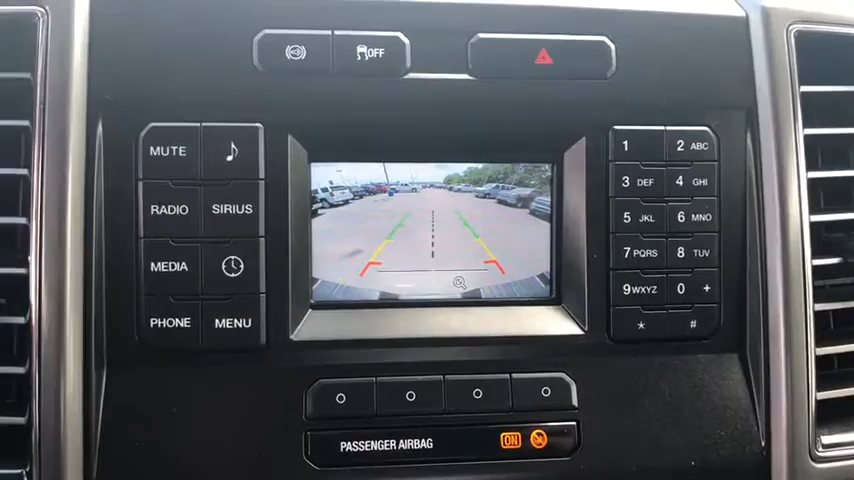 OFF
MUTE
RADIO SIRIUS
MEDIA
PHONE MENU
1 2 ABC
3 DEF 4 GHI
5 JKL 6 MNO
7 PQRS 8 TUV
9 WXYZ 0 +
* #
PASSENGER AIRBAG ON